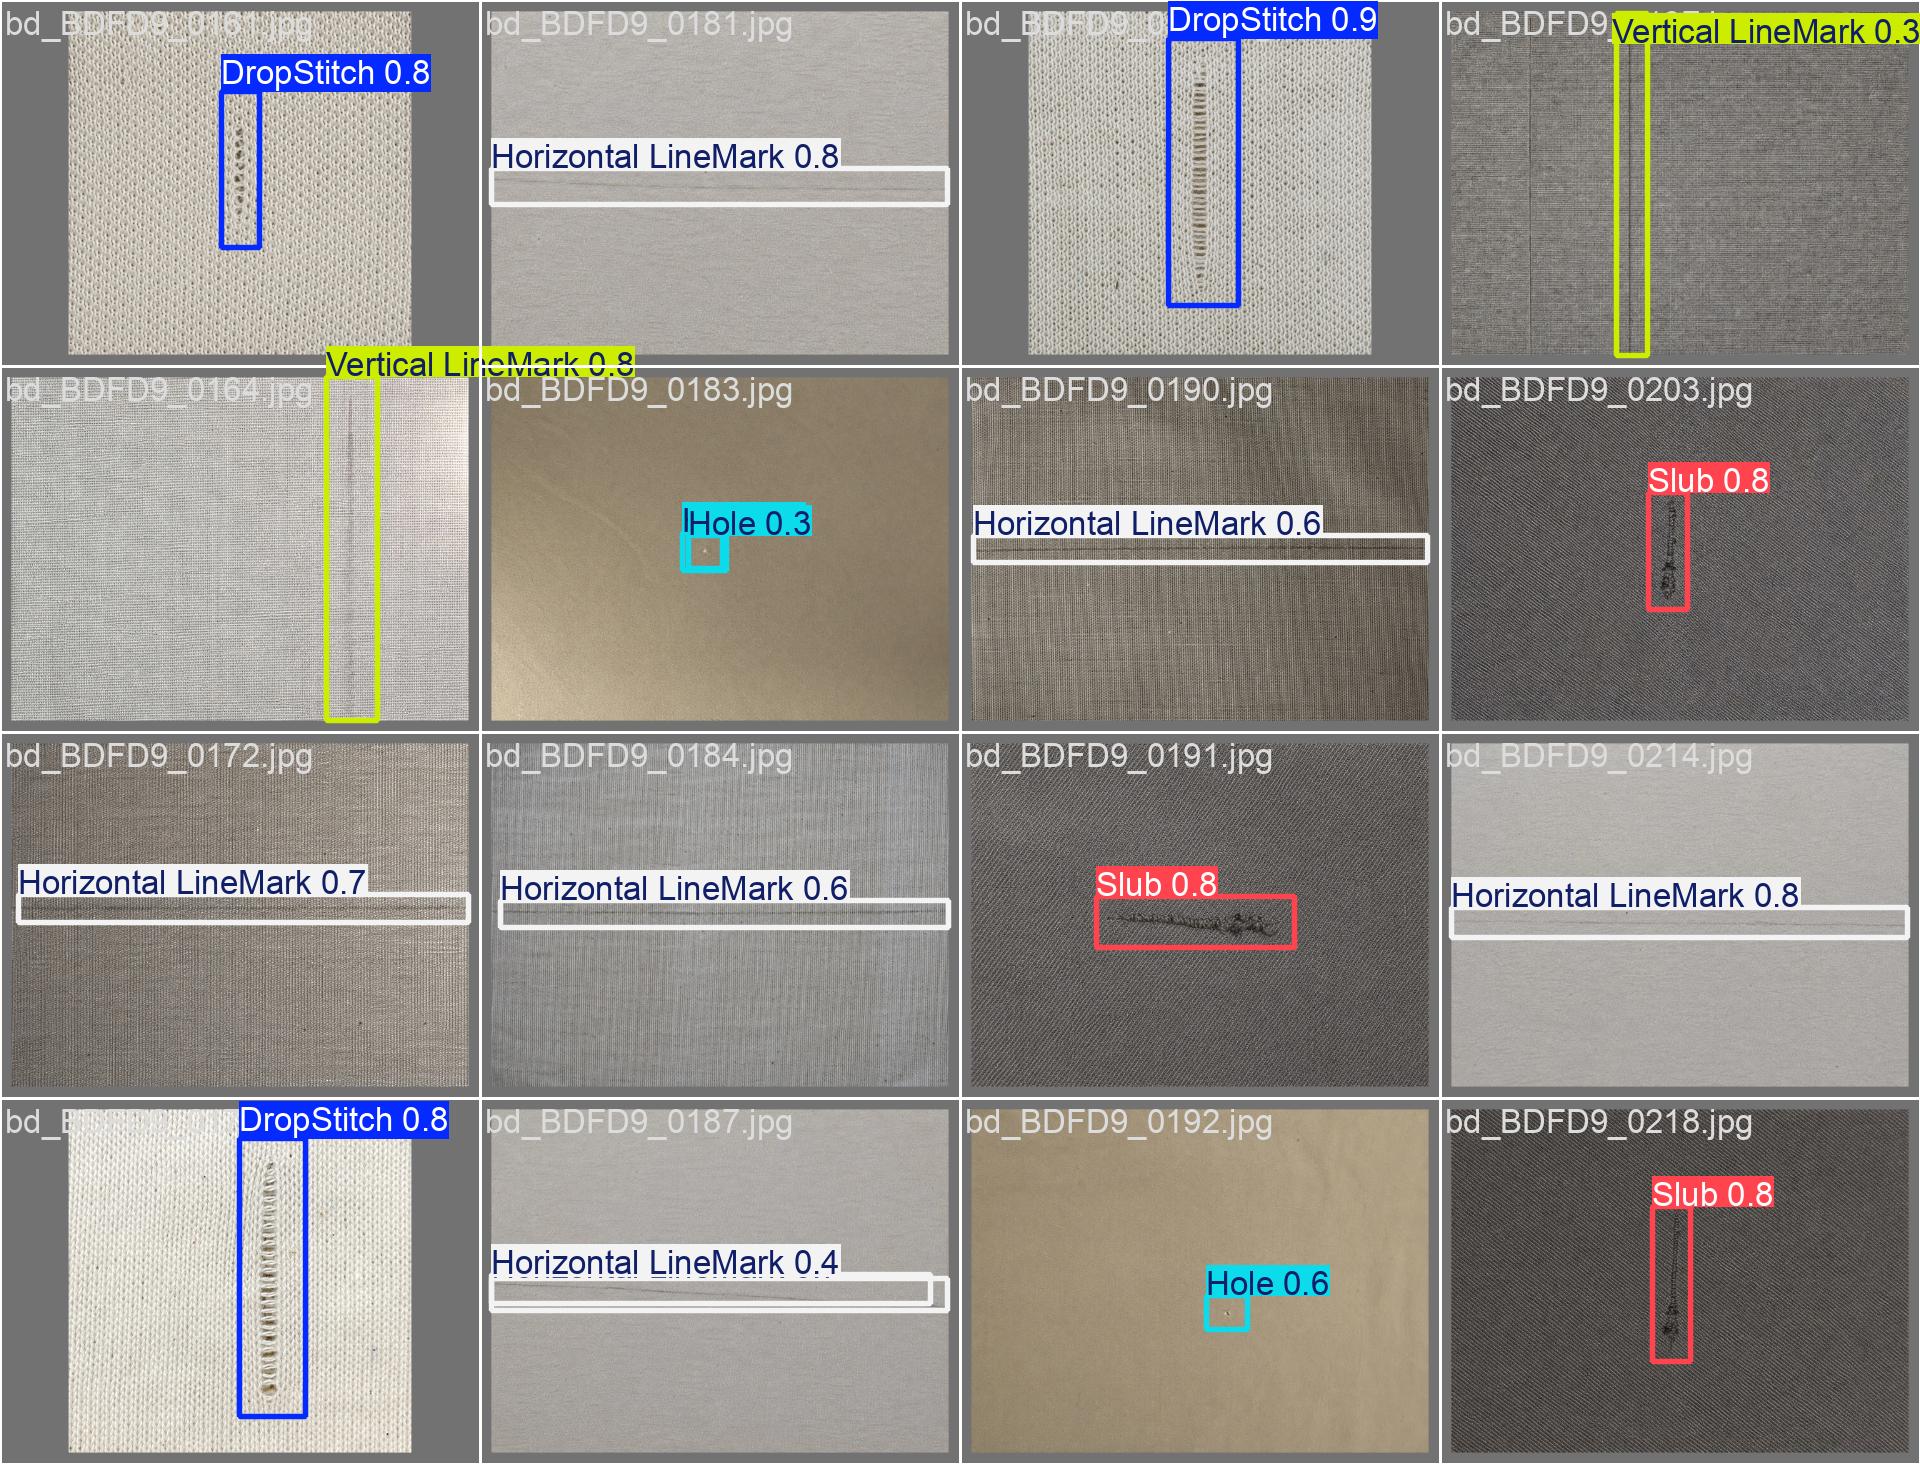 bd_BDFD9_0161.jpg
DropStitch 0.8
bd_BDFD9_0181.jpg
Horizontal LineMark 0.8
DropStitch 0.9
Vertical LineMark 0.3
bd_BDFD9_0164.jpg
Vertical LineMark 0.8
bd_BDFD9_0183.jpg
Hole 0.3
bd_BDFD9_0190.jpg
Horizontal LineMark 0.6
bd_BDFD9_0203.jpg
Slub 0.8
bd_BDFD9_0172.jpg
Horizontal LineMark 0.7
bd_BDFD9_0184.jpg
Horizontal LineMark 0.6
bd_BDFD9_0191.jpg
Slub 0.8
bd_BDFD9_0214.jpg
Horizontal LineMark 0.8
DropStitch 0.8
bd_BDFD9_0187.jpg
Horizontal LineMark 0.4
bd_BDFD9_0192.jpg
Hole 0.6
bd_BDFD9_0218.jpg
Slub 0.8